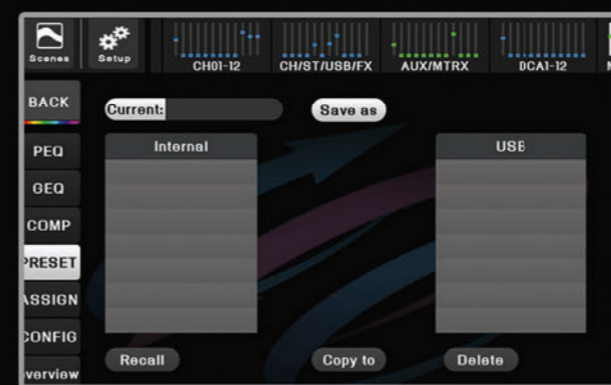 Scenes
Setup
CH01-12
CH/ST/USB/FX
AUX/MTRX
DCA1-12
BACK
Current:
Save as
PEQ
Internal
USB
GEQ
COMP
PRESET
ASSIGN
CONFIG
Overview
Recall
Copy to
Delete